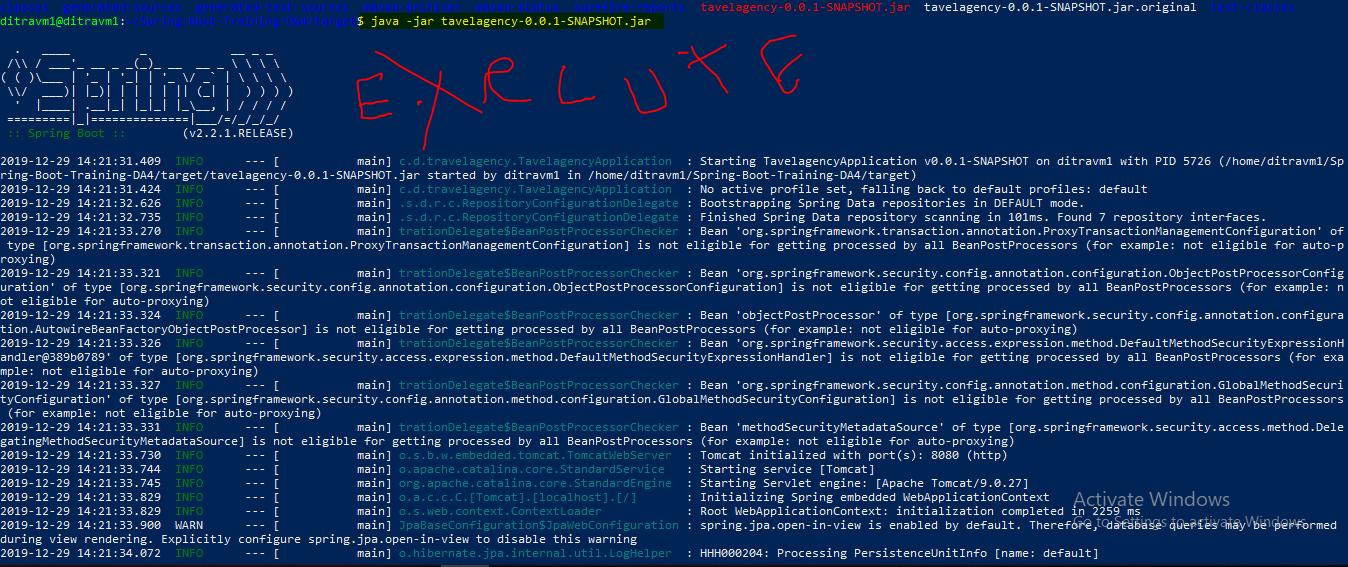 classes generated-sources generated-test-sources maven-archiver maven-status surefire-reports tavelagency-0.0.1-SNAPSHOT.jar tavelagency-0.0.1-SNAPSHOT.jar.original test-classes
ditravm1@ditravm1:~/Spring-Boot-Training-DA4/target$ java -jar tavelagency-0.0.1-SNAPSHOT.jar
EXECUTE
:: Spring Boot :: (v2.2.1.RELEASE)
2019-12-29 14:21:31.409 INFO --- [ main] c.d.travelagency.TavelagencyApplication : Starting TavelagencyApplication v0.0.1-SNAPSHOT on ditravm1 with PID 5726 (/home/ditravm1/Sp
ring-Boot-Training-DA4/target/tavelagency-0.0.1-SNAPSHOT.jar started by ditravm1 in /home/ditravm1/Spring-Boot-Training-DA4/target)
2019-12-29 14:21:31.424 INFO --- [ main] c.d.travelagency.TavelagencyApplication : No active profile set, falling back to default profiles: default
2019-12-29 14:21:32.626 INFO --- [ main] .s.d.r.c.RepositoryConfigurationDelegate : Bootstrapping Spring Data repositories in DEFAULT mode.
2019-12-29 14:21:32.735 INFO --- [ main] .s.d.r.c.RepositoryConfigurationDelegate : Finished Spring Data repository scanning in 101ms. Found 7 repository interfaces.
2019-12-29 14:21:33.270 INFO --- [ main] trationDelegate$BeanPostProcessorChecker : Bean 'org.springframework.transaction.annotation.ProxyTransactionManagementConfiguration' of
type [org.springframework.transaction.annotation.ProxyTransactionManagementConfiguration] is not eligible for getting processed by all BeanPostProcessors (for example: not eligible for auto-p
roxying)
2019-12-29 14:21:33.321 INFO --- [ main] trationDelegate$BeanPostProcessorChecker : Bean 'org.springframework.security.config.annotation.configuration.ObjectPostProcessorConfig
uration' of type [org.springframework.security.config.annotation.configuration.ObjectPostProcessorConfiguration] is not eligible for getting processed by all BeanPostProcessors (for example: n
ot eligible for auto-proxying)
2019-12-29 14:21:33.324 INFO --- [ main] trationDelegate$BeanPostProcessorChecker : Bean 'objectPostProcessor' of type [org.springframework.security.config.annotation.configura
tion.AutowireBeanFactoryObjectPostProcessor] is not eligible for getting processed by all BeanPostProcessors (for example: not eligible for auto-proxying)
2019-12-29 14:21:33.326 INFO --- [ main] trationDelegate$BeanPostProcessorChecker : Bean 'org.springframework.security.access.expression.method.DefaultMethodSecurityExpressionH
andler@389b0789' of type [org.springframework.security.access.expression.method.DefaultMethodSecurityExpressionHandler] is not eligible for getting processed by all BeanPostProcessors (for exa
mple: not eligible for auto-proxying)
2019-12-29 14:21:33.327 INFO --- [ main] trationDelegate$BeanPostProcessorChecker : Bean 'org.springframework.security.config.annotation.method.configuration.GlobalMethodSecuri
tyConfiguration' of type [org.springframework.security.config.annotation.method.configuration.GlobalMethodSecurityConfiguration] is not eligible for getting processed by all BeanPostProcessors
(for example: not eligible for auto-proxying)
2019-12-29 14:21:33.331 INFO --- [ main] trationDelegate$BeanPostProcessorChecker : Bean 'methodSecurityMetadataSource' of type [org.springframework.security.access.method.Dele
gatingMethodSecurityMetadataSource] is not eligible for getting processed by all BeanPostProcessors (for example: not eligible for auto-proxying)
2019-12-29 14:21:33.730 INFO --- [ main] o.s.b.w.embedded.tomcat.TomcatWebServer : Tomcat initialized with port(s): 8080 (http)
2019-12-29 14:21:33.744 INFO --- [ main] o.apache.catalina.core.StandardService : Starting service [Tomcat]
2019-12-29 14:21:33.745 INFO --- [ main] org.apache.catalina.core.StandardEngine : Starting Servlet engine: [Apache Tomcat/9.0.27]
2019-12-29 14:21:33.829 INFO --- [ main] o.a.c.c.C.[Tomcat].[localhost].[/] : Initializing Spring embedded WebApplicationContext
2019-12-29 14:21:33.829 INFO --- [ main] o.s.web.context.ContextLoader : Root WebApplicationContext: initialization completed in 2259 ms
2019-12-29 14:21:33.900 WARN --- [ main] JpaBaseConfiguration$JpaWebConfiguration : spring.jpa.open-in-view is enabled by default. Therefore, database queries may be performed
during view rendering. Explicitly configure spring.jpa.open-in-view to disable this warning
2019-12-29 14:21:34.072 INFO --- [ main] o.hibernate.jpa.internal.util.LogHelper : HHH000204: Processing PersistenceUnitInfo [name: default]
Activate Windows
Go to Settings to activate Windows.